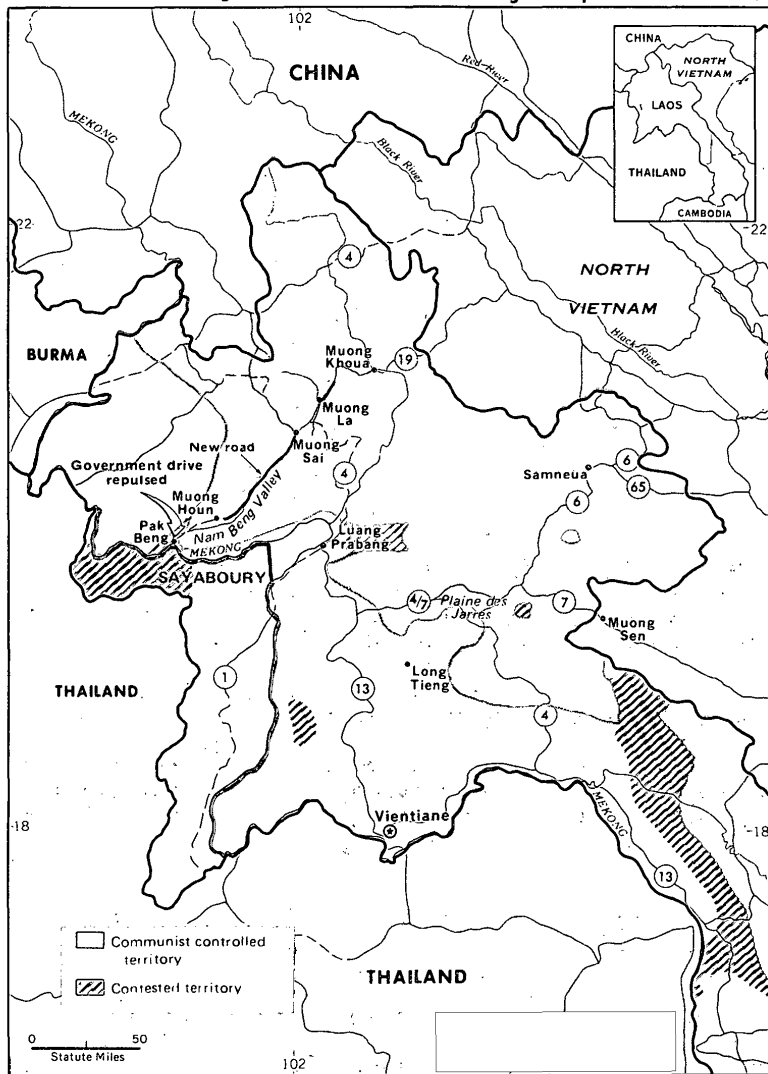 102
CHINA
MEKONG
Red River
Black River
CHINA
NORTH
VIETNAM
LAOS
THAILAND
CAMBODIA
22
22
4
NORTH
VIETNAM
Black River
BURMA
Muong
Khoua
19
Muong
La
Muong
Sai
New road
Government drive
repulsed
Muong
Houn
Nam Beng Valley
4
Samneua
6
65
6
Pak
Beng
MEKONG
Luang
Prabang
SAYABOURY
4/7
Plaine des
Jarres
7
Muong
Sen
THAILAND
1
13
Long
Tieng
4
18
Vientiane
MEKONG
18
13
Communist controlled
territory
Contested territory
THAILAND
0 50
Statute Miles
102